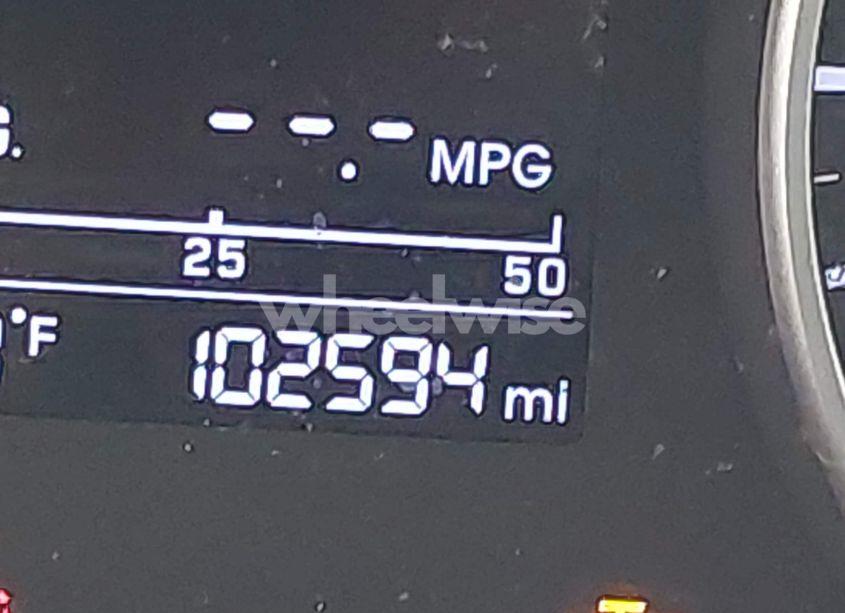 G.
--.- MPG
25 50
wheelwise
°F 102594 mi